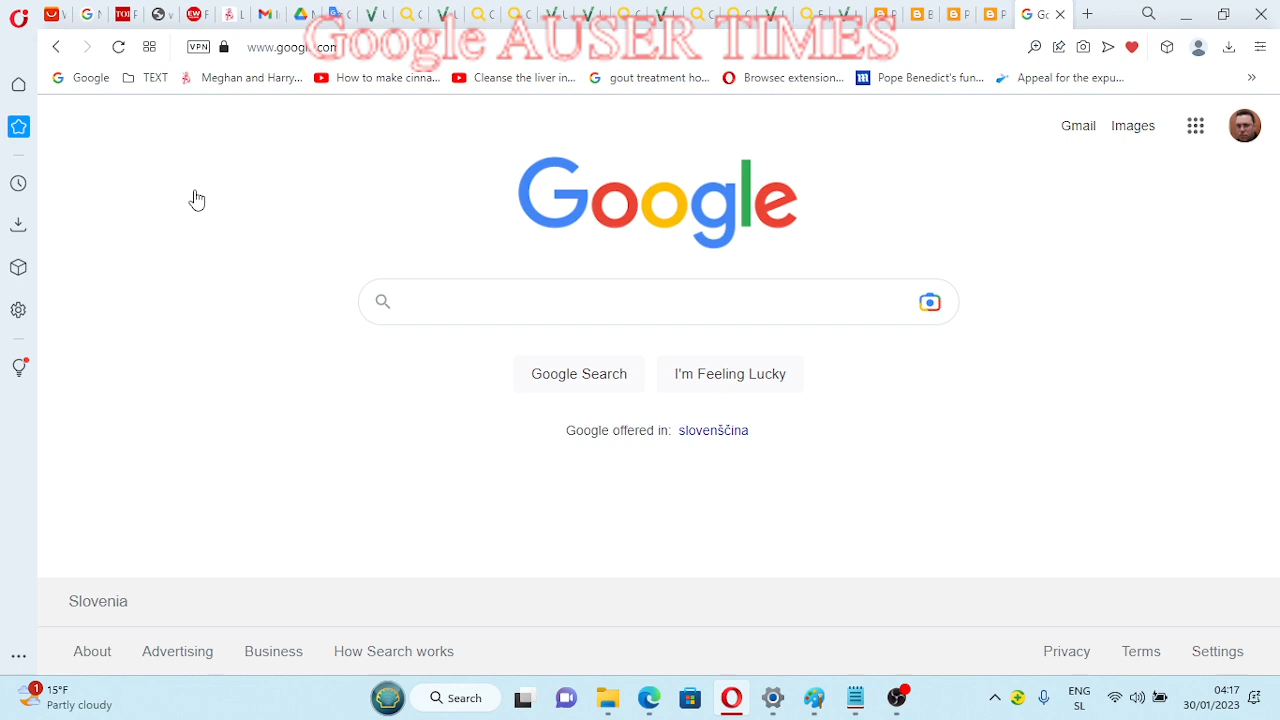 Google AUSER TIMES
VPN
www.google.com
Google
TEXT
Meghan and Harry...
How to make cinna...
Cleanse the liver in...
gout treatment ho...
Browsec extension...
Pope Benedict's fun...
Appeal for the expu...
»
Gmail
Images
Google
Google Search
I'm Feeling Lucky
Google offered in: slovenščina
Slovenia
About
Advertising
Business
How Search works
Privacy
Terms
Settings
1
15°F
Partly cloudy
Search
ENG
SL
04:17
30/01/2023